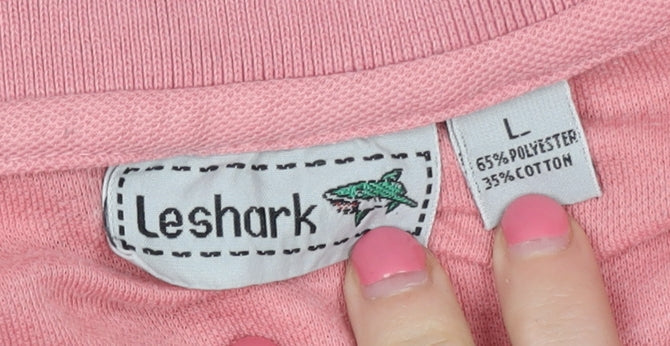 Leshark
L
65% POLYESTER
35% COTTON